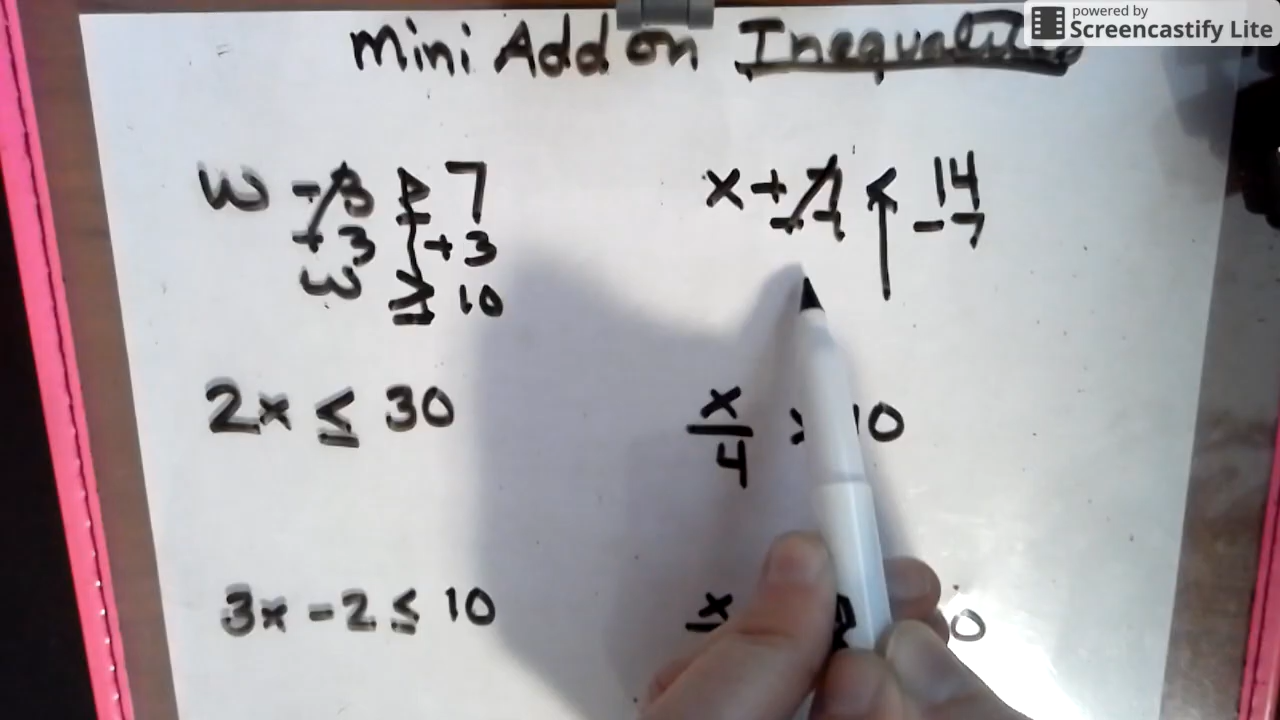 powered by
Screencastify Lite
Mini Add on Inequalities
w - 3 ≥ 7
+ 3 + 3
w ≥ 10
x + 7 < 14
- 7 - 7
2x ≤ 30
x
4
3x - 2 ≤ 10
x